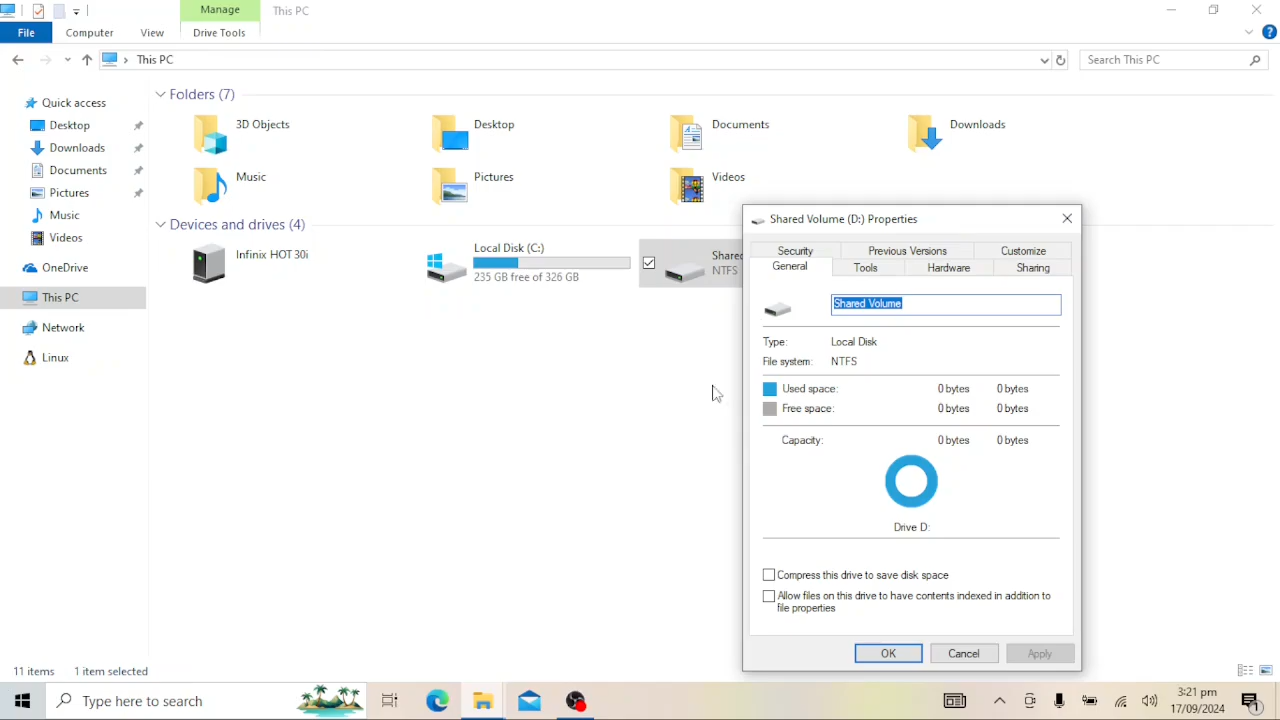 Manage
This PC
File
Computer
View
Drive Tools
This PC
Search This PC
Quick access
Desktop
Downloads
Documents
Pictures
Music
Videos
OneDrive
This PC
Network
Linux
Folders (7)
3D Objects
Desktop
Documents
Downloads
Music
Pictures
Videos
Devices and drives (4)
Infinix HOT 30i
Local Disk (C:)
235 GB free of 326 GB
NTFS
Shared Volume (D:) Properties
Security
Previous Versions
Customize
General
Tools
Hardware
Sharing
Shared Volume
Type: Local Disk
File system: NTFS
Used space: 0 bytes 0 bytes
Free space: 0 bytes 0 bytes
Capacity: 0 bytes 0 bytes
Drive D:
Compress this drive to save disk space
Allow files on this drive to have contents indexed in addition to
file properties
OK
Cancel
Apply
11 items
1 item selected
Type here to search
3:21 pm
17/09/2024
1